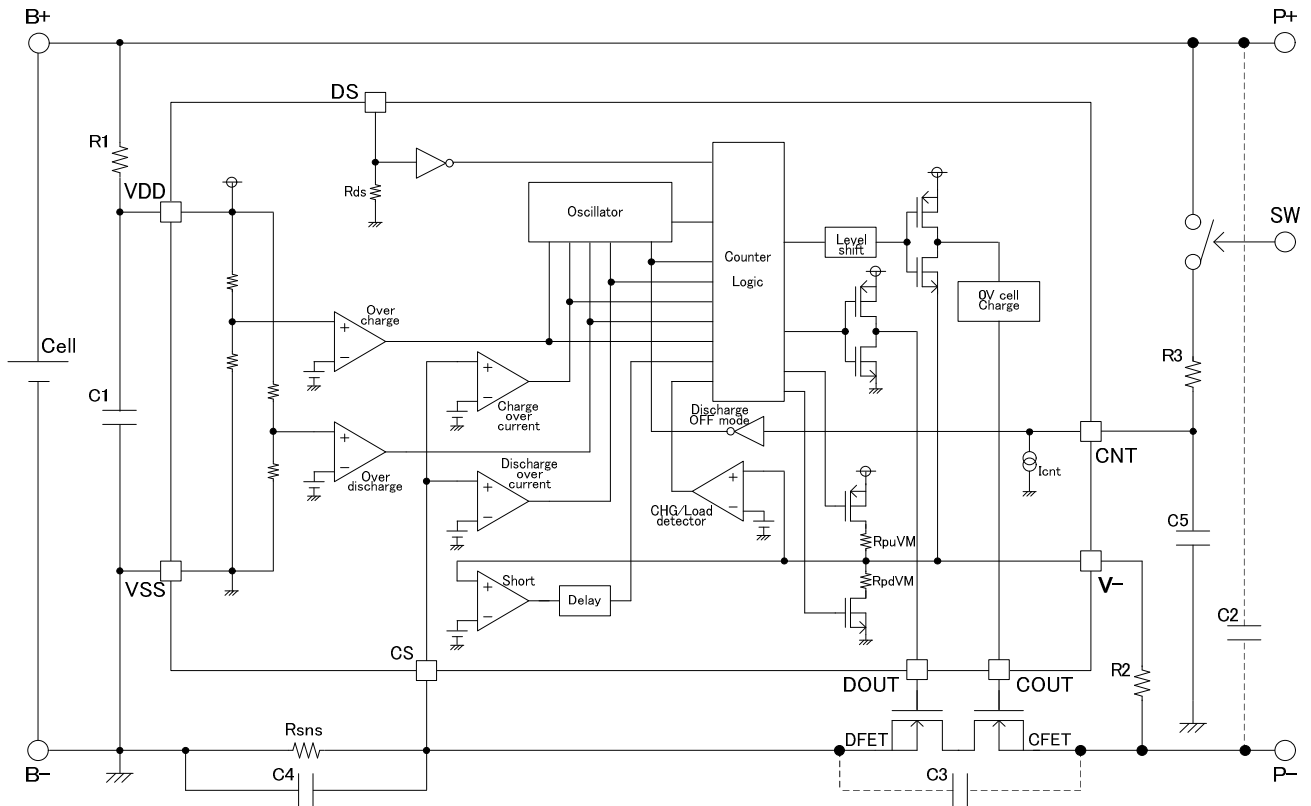 B+
P+
DS
R1
VDD
Rds
Oscillator
Counter
Logic
Level
shift
SW
0V cell
Charge
Over
charge
Cell
R3
C1
Charge
over
current
Discharge
OFF mode
CNT
Icnt
Over
discharge
Discharge
over
current
CHG/Load
detector
C5
RpuVM
VSS
Short
Delay
RpdVM
V-
C2
CS
DOUT
COUT
R2
Rsns
DFET
CFET
B-
C4
C3
P-
+
-
+
-
+
-
+
-
+
-
+
-